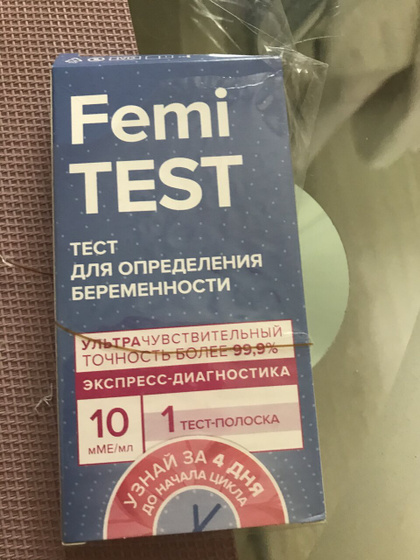 Femi
TEST
ТЕСТ
ДЛЯ ОПРЕДЕЛЕНИЯ
БЕРЕМЕННОСТИ
УЛЬТРАЧУВСТВИТЕЛЬНЫЙ
ТОЧНОСТЬ БОЛЕЕ 99,9%
ЭКСПРЕСС-ДИАГНОСТИКА
10
мМЕ/мл
1 ТЕСТ-ПОЛОСКА
УЗНАЙ ЗА 4 ДНЯ
ДО НАЧАЛА ЦИКЛА